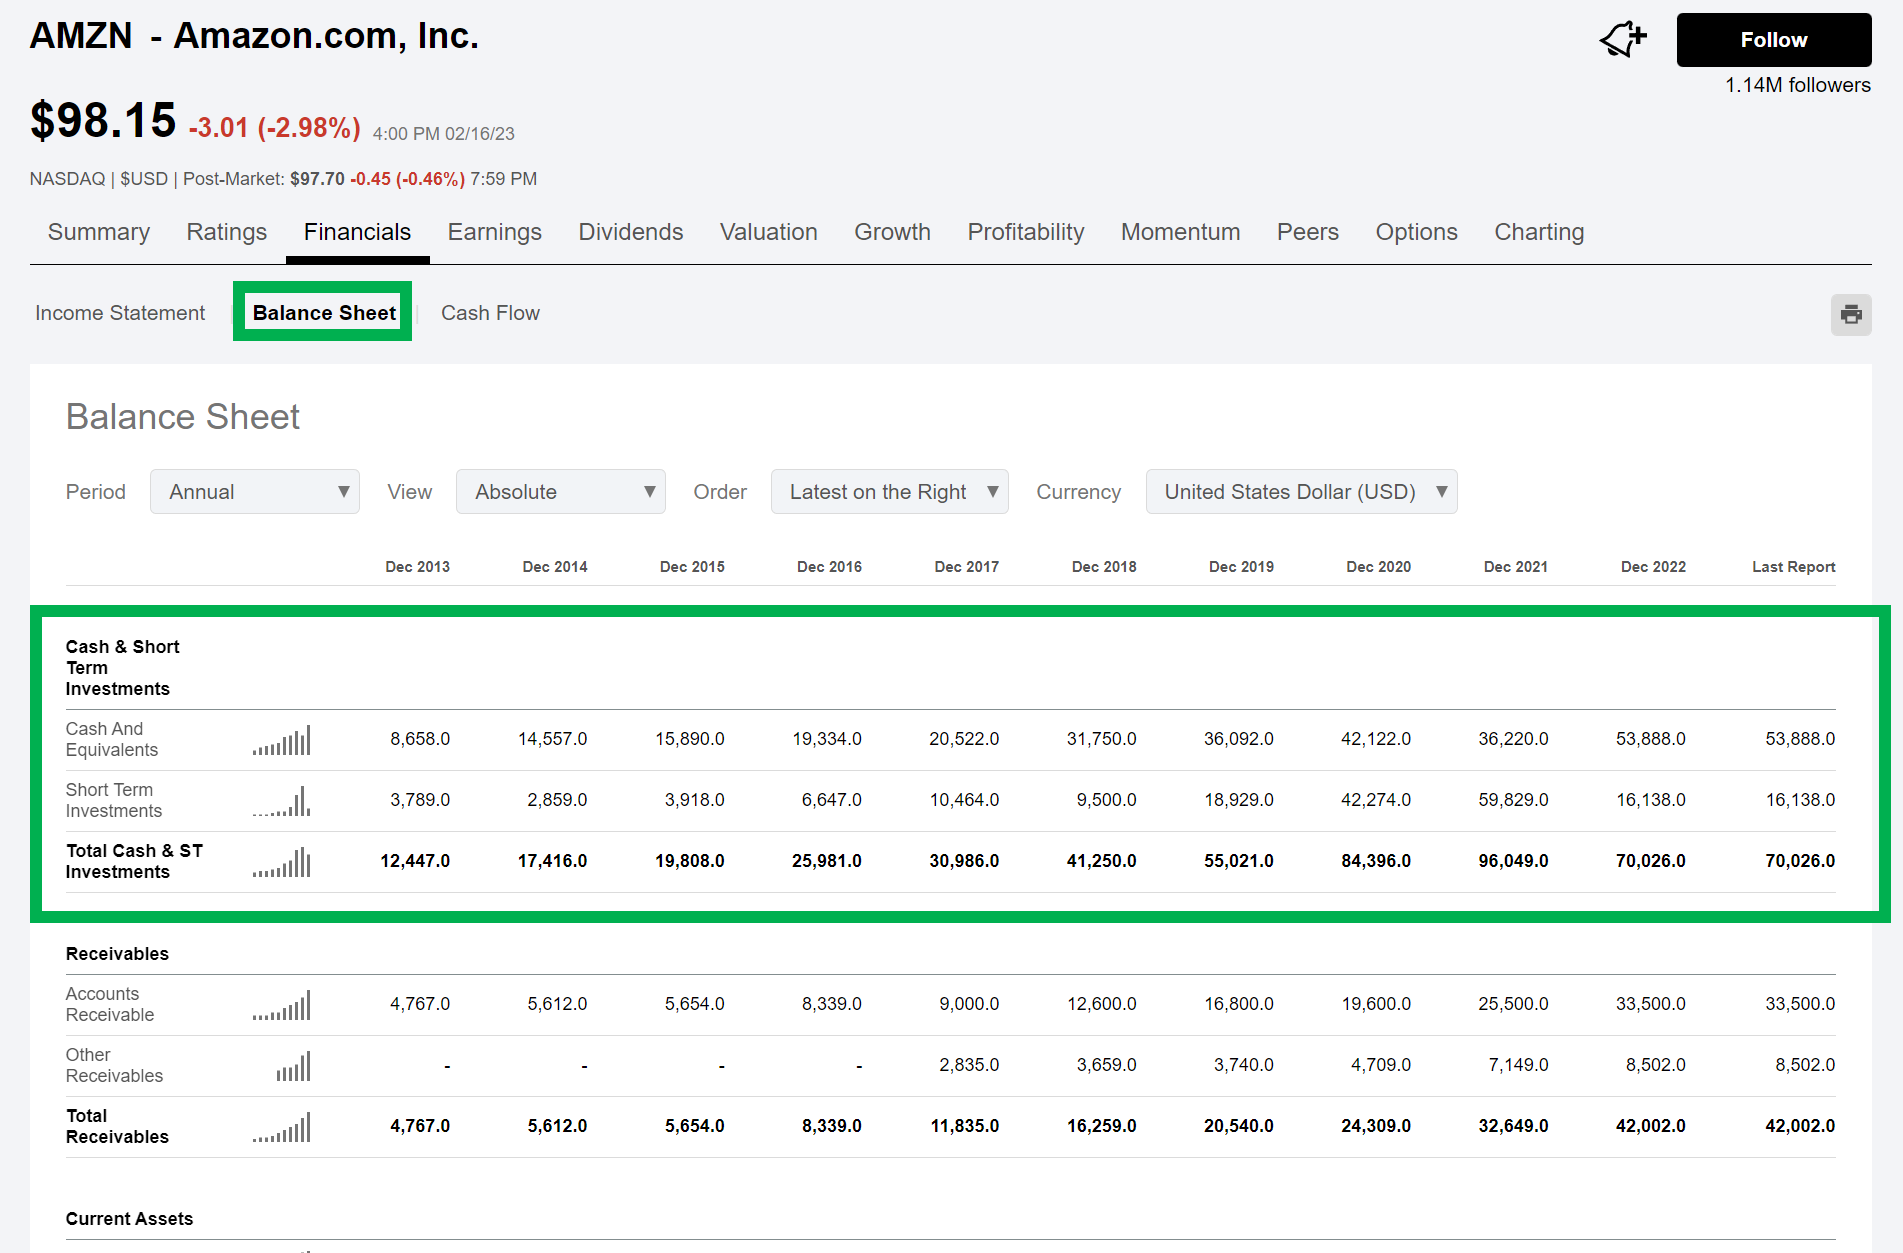 AMZN - Amazon.com, Inc.
Follow
1.14M followers
$98.15 -3.01 (-2.98%) 4:00 PM 02/16/23
NASDAQ | $USD | Post-Market: $97.70 -0.45 (-0.46%) 7:59 PM
Summary Ratings Financials Earnings Dividends Valuation Growth Profitability Momentum Peers Options Charting
Income Statement | Balance Sheet | Cash Flow
Balance Sheet
Period Annual ▼ View Absolute ▼ Order Latest on the Right ▼ Currency United States Dollar (USD) ▼
Dec 2013 Dec 2014 Dec 2015 Dec 2016 Dec 2017 Dec 2018 Dec 2019 Dec 2020 Dec 2021 Dec 2022 Last Report
Cash & Short
Term
Investments
Cash And
Equivalents 8,658.0 14,557.0 15,890.0 19,334.0 20,522.0 31,750.0 36,092.0 42,122.0 36,220.0 53,888.0 53,888.0
Short Term
Investments 3,789.0 2,859.0 3,918.0 6,647.0 10,464.0 9,500.0 18,929.0 42,274.0 59,829.0 16,138.0 16,138.0
Total Cash & ST
Investments 12,447.0 17,416.0 19,808.0 25,981.0 30,986.0 41,250.0 55,021.0 84,396.0 96,049.0 70,026.0 70,026.0
Receivables
Accounts
Receivable 4,767.0 5,612.0 5,654.0 8,339.0 9,000.0 12,600.0 16,800.0 19,600.0 25,500.0 33,500.0 33,500.0
Other
Receivables - - - - 2,835.0 3,659.0 3,740.0 4,709.0 7,149.0 8,502.0 8,502.0
Total
Receivables 4,767.0 5,612.0 5,654.0 8,339.0 11,835.0 16,259.0 20,540.0 24,309.0 32,649.0 42,002.0 42,002.0
Current Assets